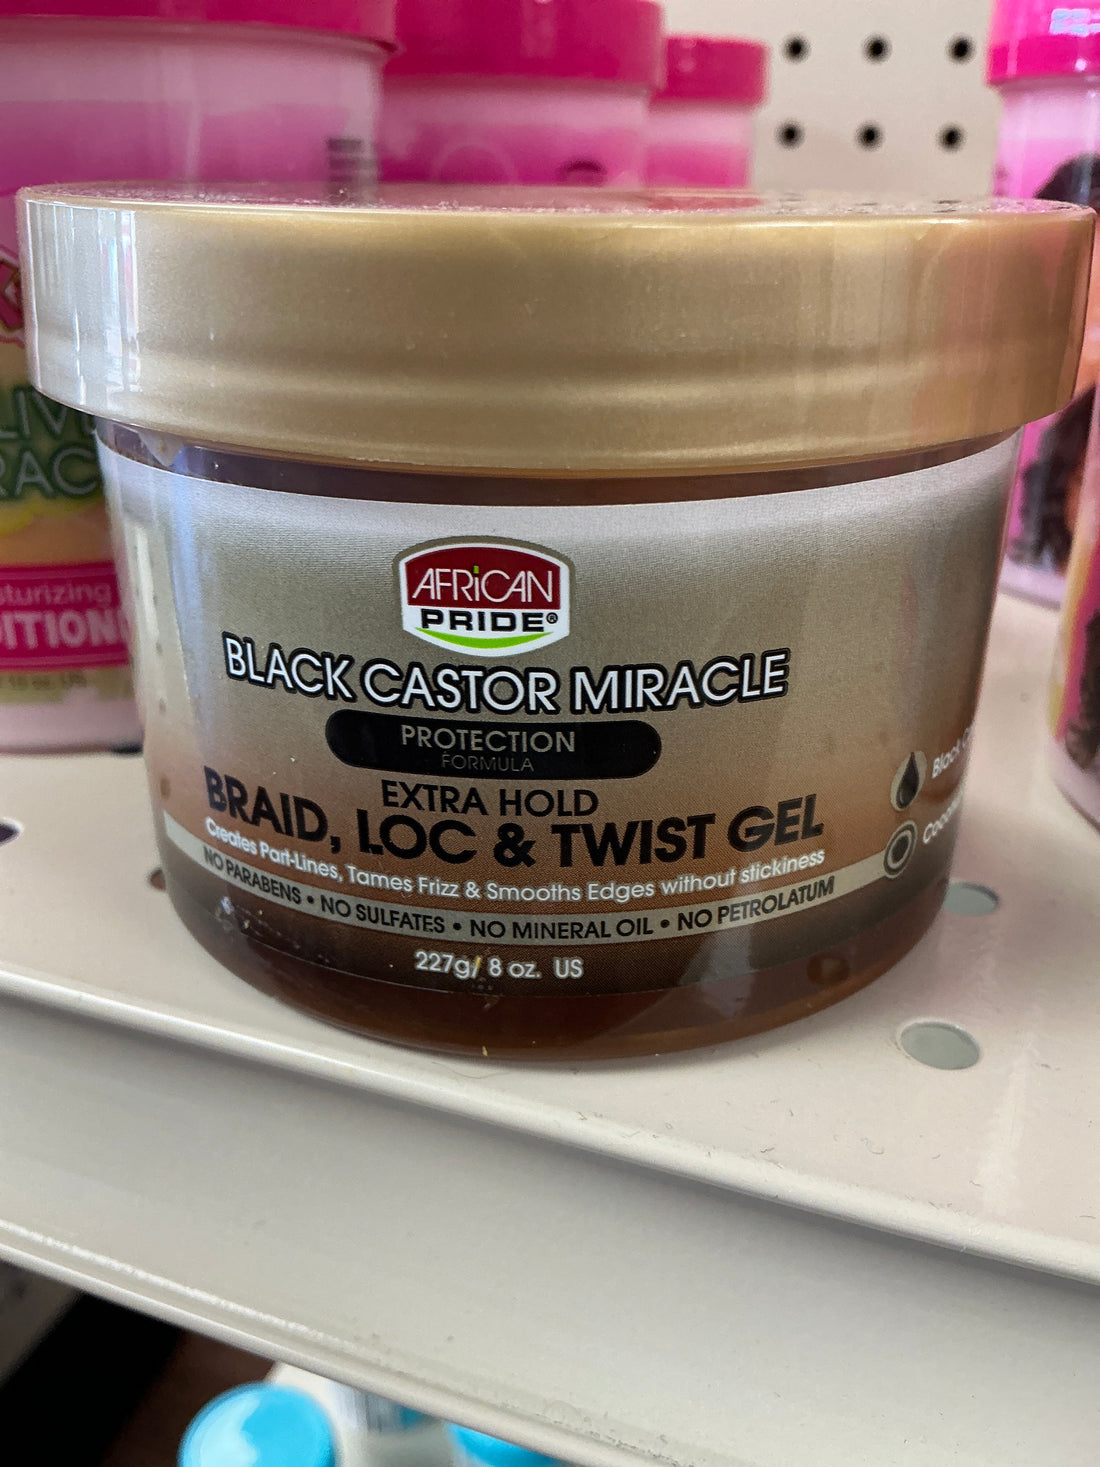 AFRiCAN
PRIDE®
BLACK CASTOR MIRACLE
PROTECTION
FORMULA
EXTRA HOLD
BRAID, LOC & TWIST GEL
Creates Part-Lines, Tames Frizz & Smooths Edges without stickiness
NO PARABENS • NO SULFATES • NO MINERAL OIL • NO PETROLATUM
227g/ 8 oz. US
Black